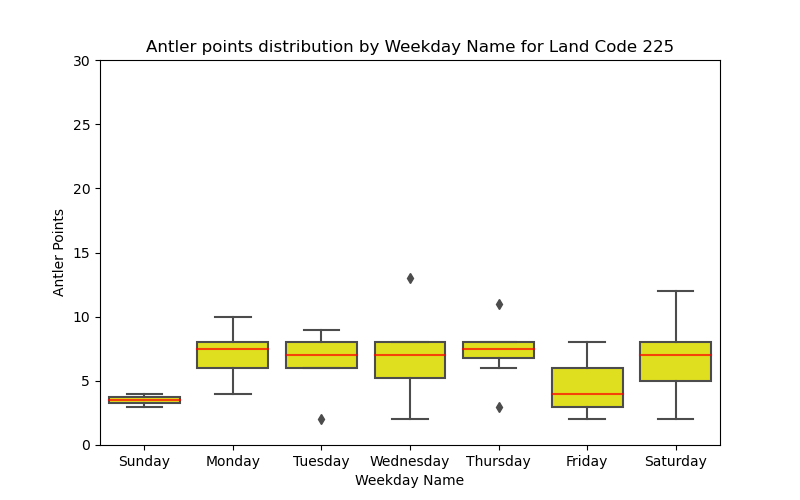 Antler points distribution by Weekday Name for Land Code 225
30
25
20
15
10
5
0
Antler Points
Sunday Monday Tuesday Wednesday Thursday Friday Saturday
Weekday Name